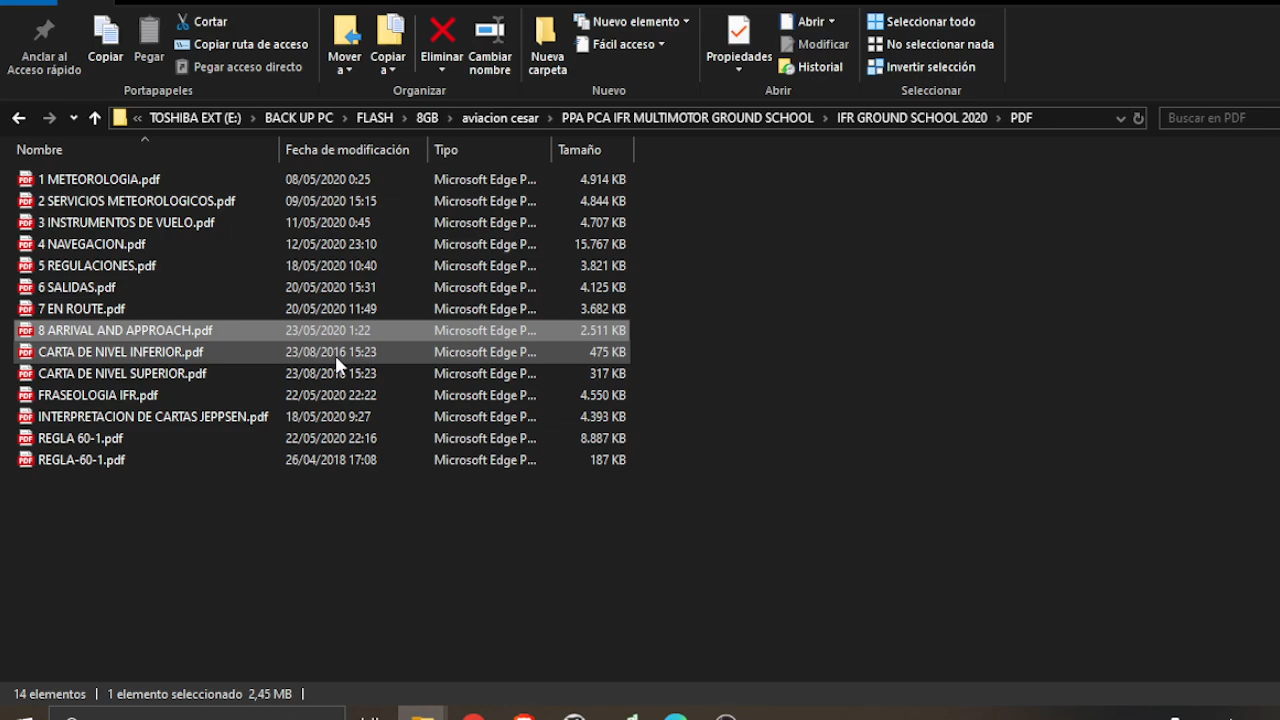 Cortar
Nuevo elemento
Abrir
Seleccionar todo
Copiar ruta de acceso
Fácil acceso
Modificar
No seleccionar nada
Anclar al
Acceso rápido
Copiar
Pegar
Pegar acceso directo
Mover
a
Copiar
a
Eliminar
Cambiar
nombre
Nueva
carpeta
Propiedades
Historial
Invertir selección
Portapapeles
Organizar
Nuevo
Abrir
Seleccionar
« TOSHIBA EXT (E:) › BACK UP PC › FLASH › 8GB › aviacion cesar › PPA PCA IFR MULTIMOTOR GROUND SCHOOL › IFR GROUND SCHOOL 2020 › PDF
Buscar en PDF
Nombre Fecha de modificación Tipo Tamaño
1 METEOROLOGIA.pdf 08/05/2020 0:25 Microsoft Edge P... 4.914 KB
2 SERVICIOS METEOROLOGICOS.pdf 09/05/2020 15:15 Microsoft Edge P... 4.844 KB
3 INSTRUMENTOS DE VUELO.pdf 11/05/2020 0:45 Microsoft Edge P... 4.707 KB
4 NAVEGACION.pdf 12/05/2020 23:10 Microsoft Edge P... 15.767 KB
5 REGULACIONES.pdf 18/05/2020 10:40 Microsoft Edge P... 3.821 KB
6 SALIDAS.pdf 20/05/2020 15:31 Microsoft Edge P... 4.125 KB
7 EN ROUTE.pdf 20/05/2020 11:49 Microsoft Edge P... 3.682 KB
8 ARRIVAL AND APPROACH.pdf 23/05/2020 1:22 Microsoft Edge P... 2.511 KB
CARTA DE NIVEL INFERIOR.pdf 23/08/2016 15:23 Microsoft Edge P... 475 KB
CARTA DE NIVEL SUPERIOR.pdf 23/08/2016 15:23 Microsoft Edge P... 317 KB
FRASEOLOGIA IFR.pdf 22/05/2020 22:22 Microsoft Edge P... 4.550 KB
INTERPRETACION DE CARTAS JEPPSEN.pdf 18/05/2020 9:27 Microsoft Edge P... 4.393 KB
REGLA 60-1.pdf 22/05/2020 22:16 Microsoft Edge P... 8.887 KB
REGLA-60-1.pdf 26/04/2018 17:08 Microsoft Edge P... 187 KB
14 elementos | 1 elemento seleccionado 2,45 MB |